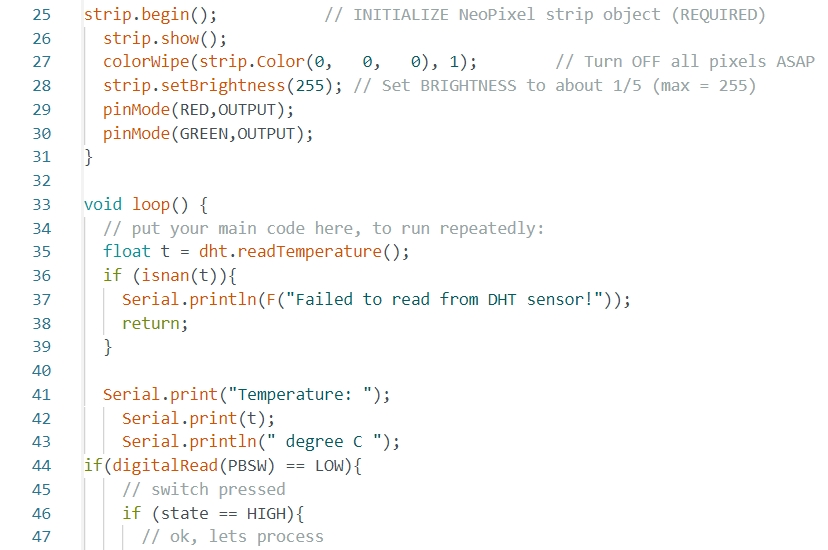 25 strip.begin();           // INITIALIZE NeoPixel strip object (REQUIRED)
26   strip.show();
27   colorWipe(strip.Color(0,   0,   0), 1);        // Turn OFF all pixels ASAP
28   strip.setBrightness(255); // Set BRIGHTNESS to about 1/5 (max = 255)
29   pinMode(RED,OUTPUT);
30   pinMode(GREEN,OUTPUT);
31 }
32
33 void loop() {
34   // put your main code here, to run repeatedly:
35   float t = dht.readTemperature();
36   if (isnan(t)){
37     Serial.println(F("Failed to read from DHT sensor!"));
38     return;
39   }
40
41   Serial.print("Temperature: ");
42     Serial.print(t);
43     Serial.println(" degree C ");
44 if(digitalRead(PBSW) == LOW){
45     // switch pressed
46     if (state == HIGH){
47       // ok, lets process